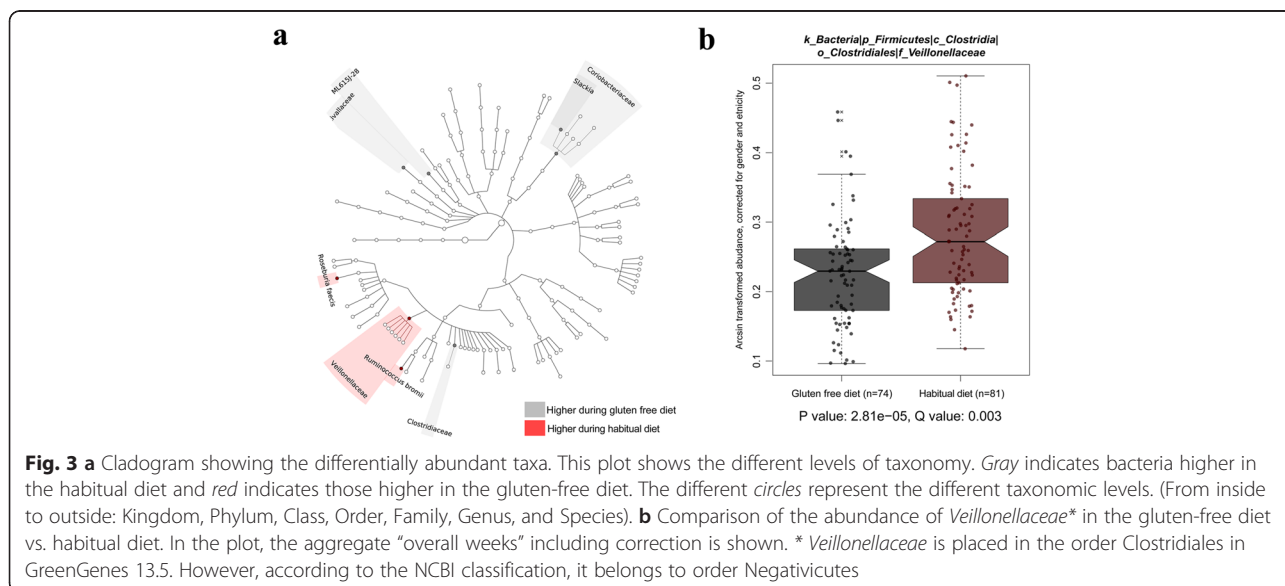 a
ML615J-28
Ivallaceae
Coriobacteriaceae
Slackia
Roseburia faecis
Veillonellaceae
Ruminococcus bromii
Clostridiaceae
Higher during gluten free diet
Higher during habitual diet
b
k_Bacteria|p_Firmicutes|c_Clostridia|
o_Clostridiales|f_Veillonellaceae
Arcsin transformed abudance, corrected for gender and etnicity
0.5
0.4
0.3
0.2
0.1
Gluten free diet (n=74) Habitual diet (n=81)
P value: 2.81e−05, Q value: 0.003
Fig. 3 a Cladogram showing the differentially abundant taxa. This plot shows the different levels of taxonomy. Gray indicates bacteria higher in
the habitual diet and red indicates those higher in the gluten-free diet. The different circles represent the different taxonomic levels. (From inside
to outside: Kingdom, Phylum, Class, Order, Family, Genus, and Species). b Comparison of the abundance of Veillonellaceae* in the gluten-free diet
vs. habitual diet. In the plot, the aggregate “overall weeks” including correction is shown. * Veillonellaceae is placed in the order Clostridiales in
GreenGenes 13.5. However, according to the NCBI classification, it belongs to order Negativicutes